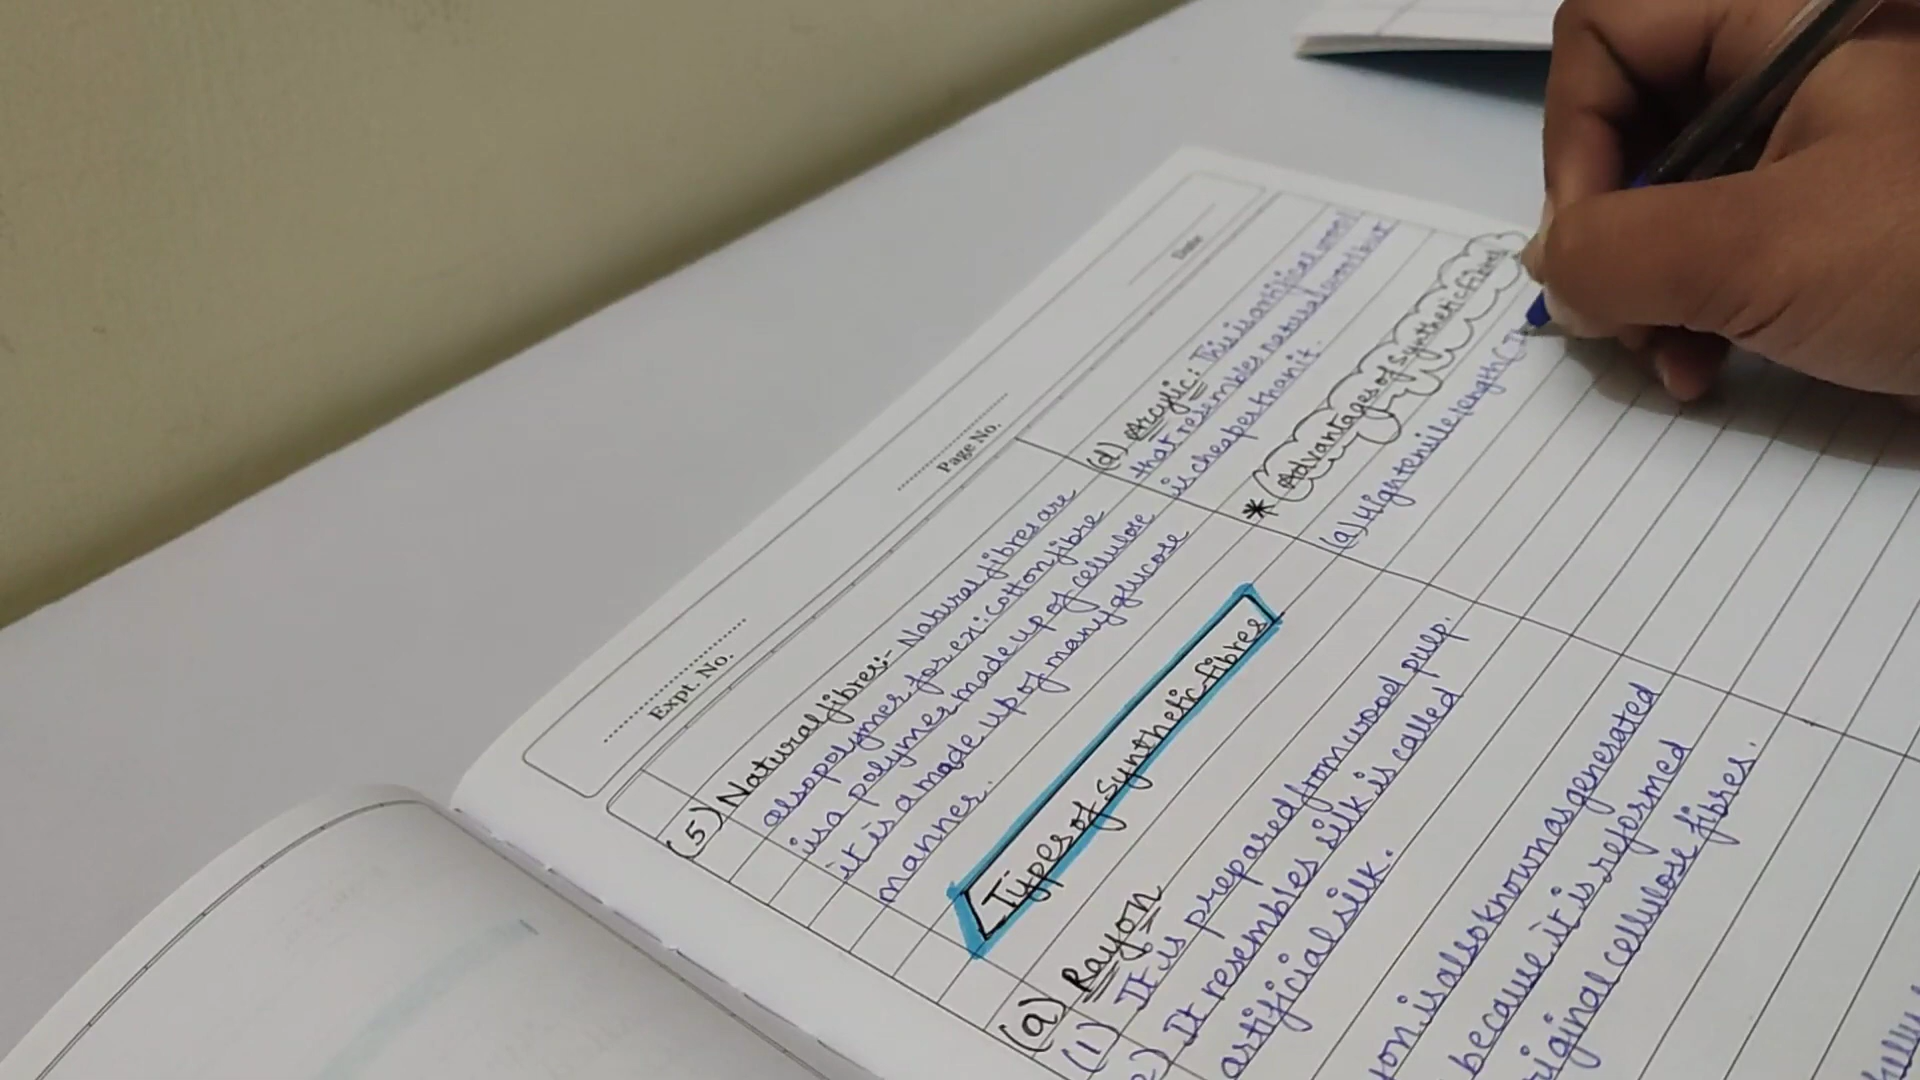 Expt. No.
Page No.
Date
(5) Natural fibres:- Natural fibres are
also polymer for ex: cotton fibre
is a polymer made up of cellulose
it is a made up of many glucose
manner.
Types of synthetic fibres
(a) Rayon
(1) It is prepared from wood pulp.
It resembles silk is called
artificial silk.
is also known as generated
because it is reformed
cellulose fibres.
(d) Arcylic: This is artificial wool
that resembles natural wool but
is cheaper than it.
* Advantages of Synthetic fibres
(a) High tensile length (